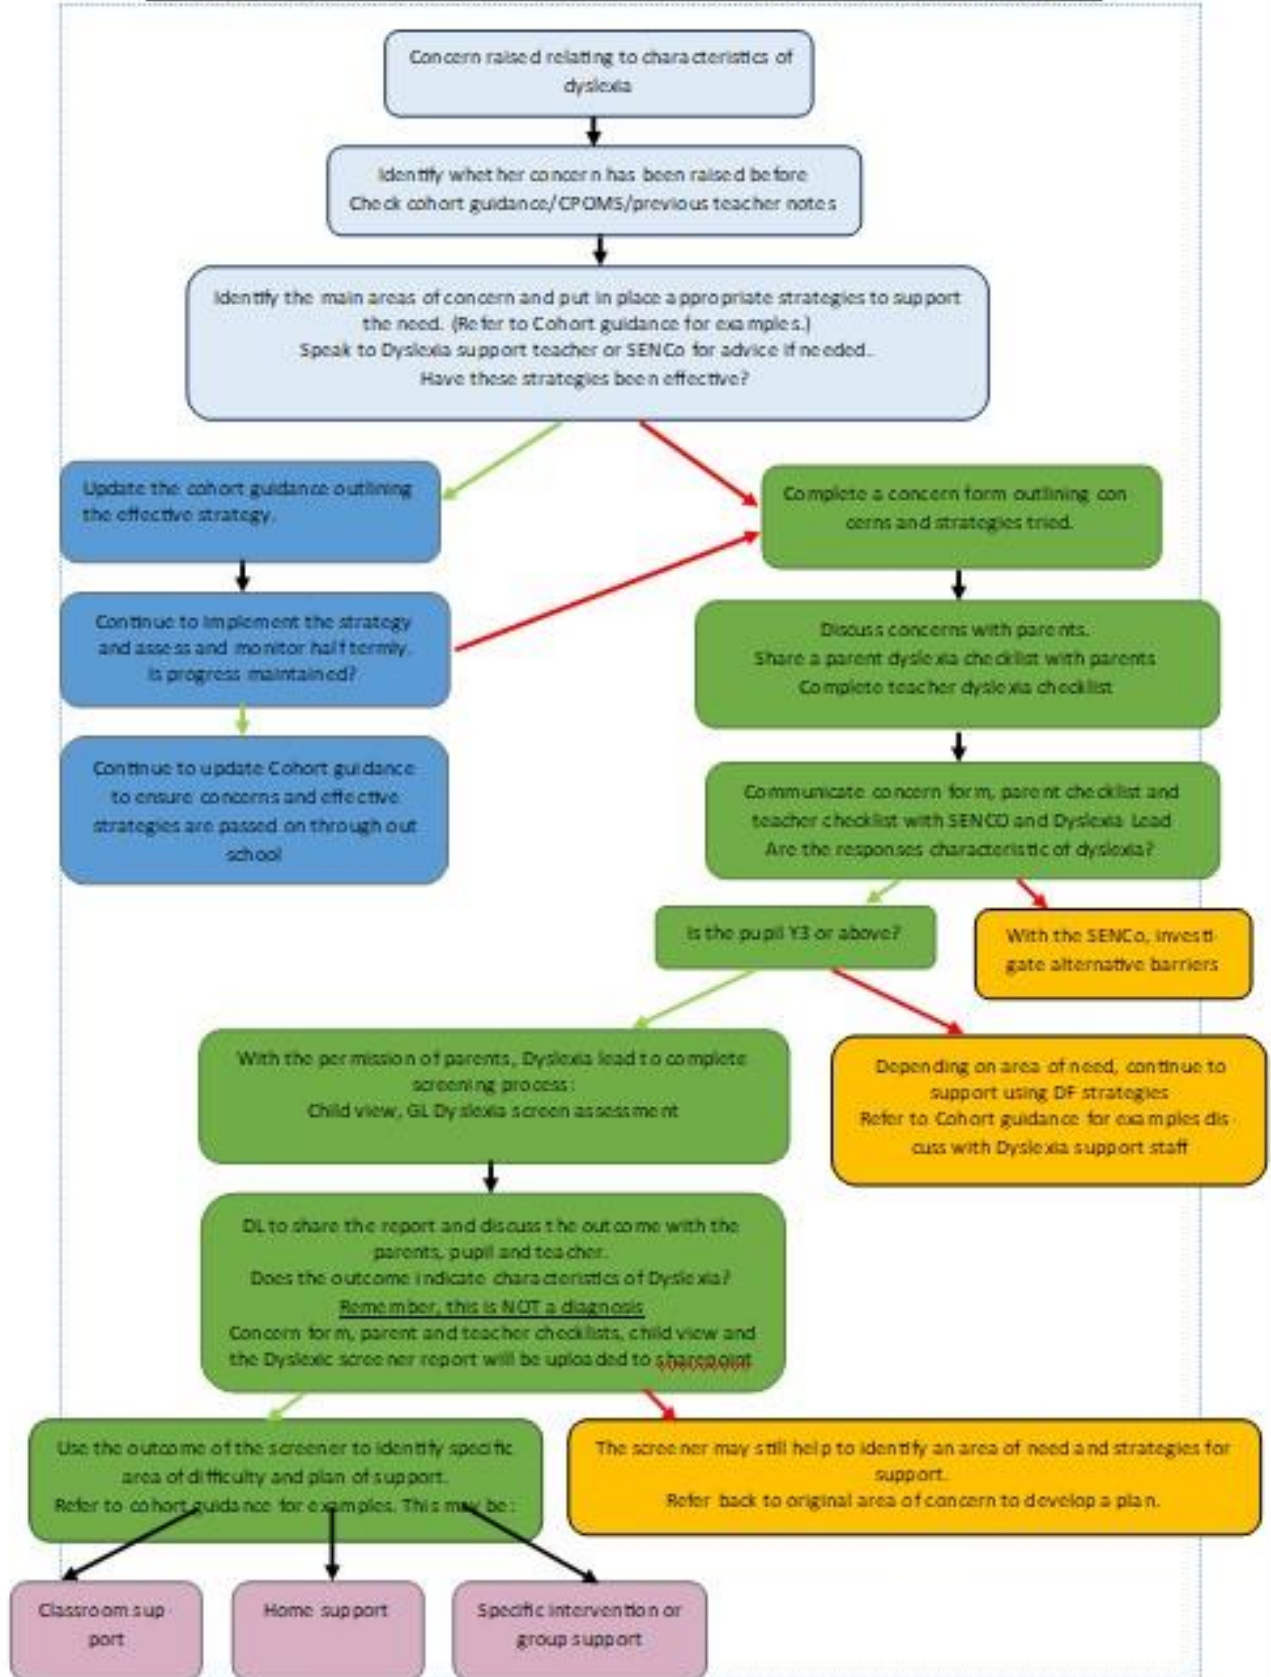 Concern raised relating to characteristics of
dyslexia
Identify whether concern has been raised before
Check cohort guidance/CPOMS/previous teacher notes
Identify the main areas of concern and put in place appropriate strategies to support
the need. (Refer to Cohort guidance for examples.)
Speak to Dyslexia support teacher or SENCo for advice if needed.
Have these strategies been effective?
Update the cohort guidance outlining
the effective strategy.
Complete a concern form outlining con
cerns and strategies tried.
Continue to implement the strategy
and assess and monitor half termly.
Is progress maintained?
Discuss concerns with parents.
Share a parent dyslexia checklist with parents
Complete teacher dyslexia checklist
Continue to update Cohort guidance
to ensure concerns and effective
strategies are passed on through out
school
Communicate concern form, parent checklist and
teacher checklist with SENCO and Dyslexia Lead
Are the responses characteristic of dyslexia?
Is the pupil Y3 or above?
With the SENCo, investi-
gate alternative barriers
With the permission of parents, Dyslexia lead to complete
screening process:
Child view, GL Dyslexia screen assessment
Depending on area of need, continue to
support using DF strategies
Refer to Cohort guidance for examples dis
cuss with Dyslexia support staff
DL to share the report and discuss the outcome with the
parents, pupil and teacher.
Does the outcome indicate characteristics of Dyslexia?
Remember, this is NOT a diagnosis
Concern form, parent and teacher checklists, child view and
the Dyslexic screener report will be uploaded to sharepoint
Use the outcome of the screener to identify specific
area of difficulty and plan of support.
Refer to cohort guidance for examples. This may be:
The screener may still help to identify an area of need and strategies for
support.
Refer back to original area of concern to develop a plan.
Classroom sup-
port
Home support
Specific intervention or
group support